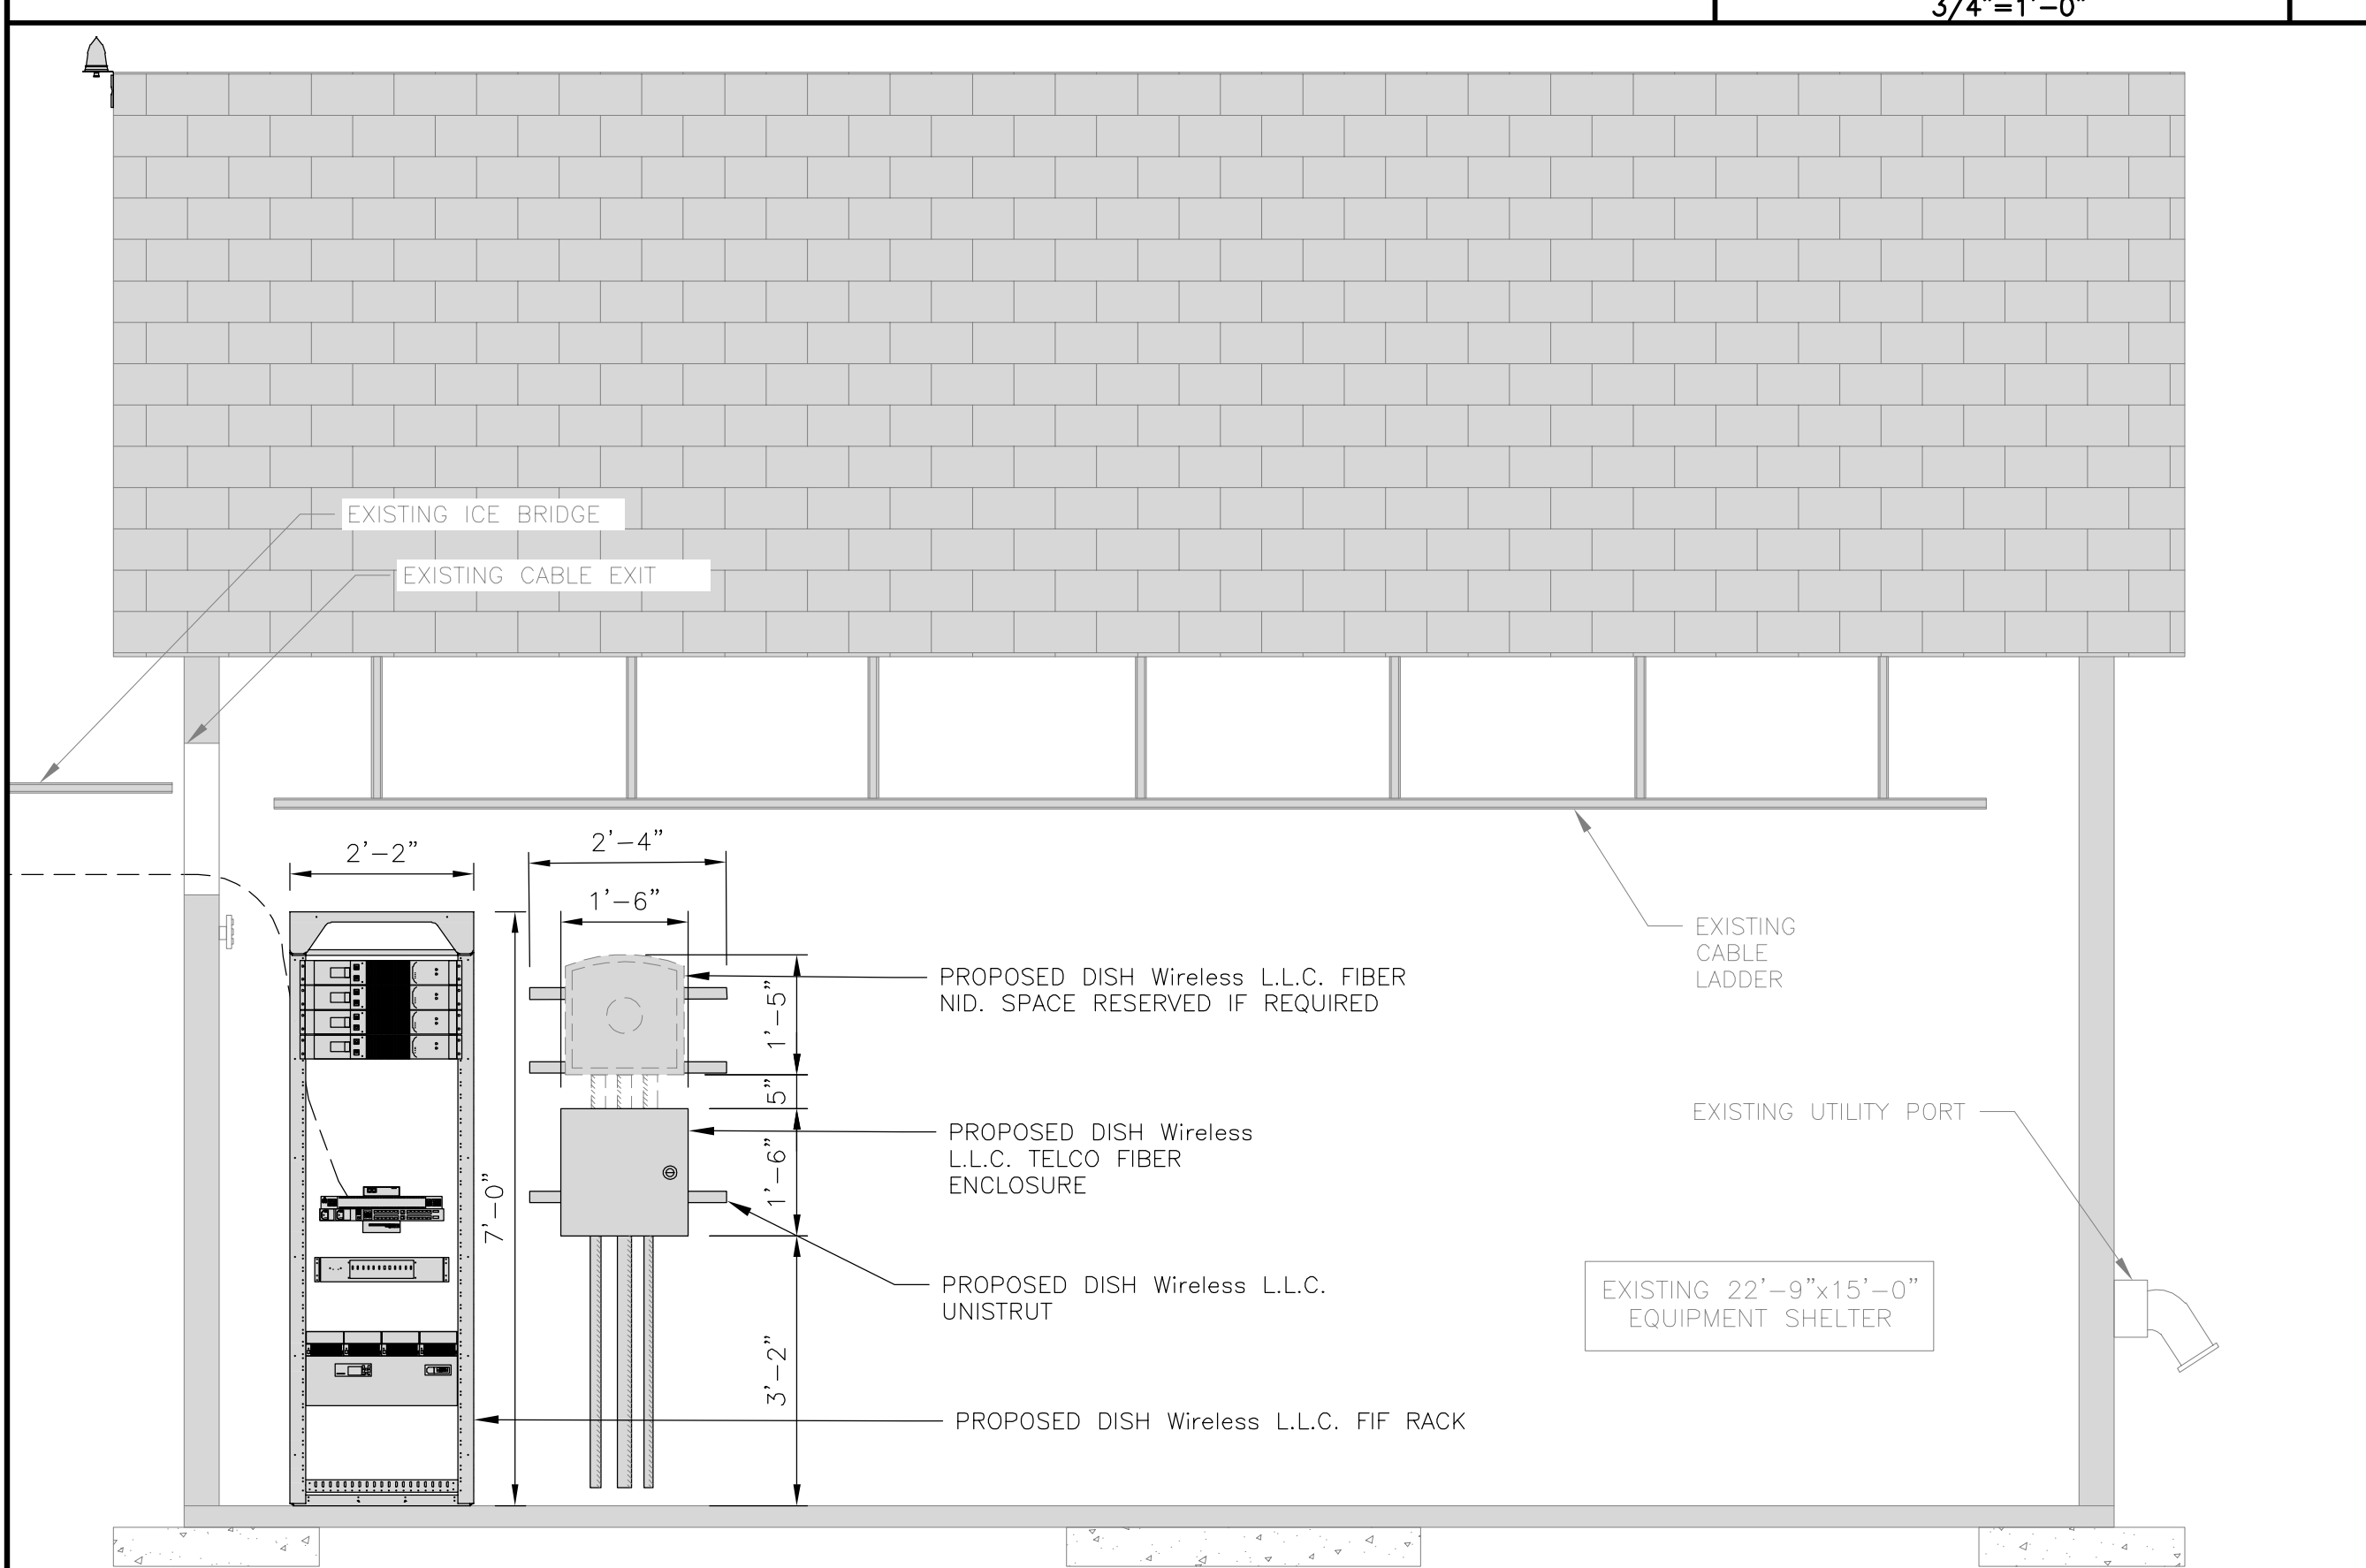 3/4"=1'-0"
EXISTING ICE BRIDGE
EXISTING CABLE EXIT
2'-2"
2'-4"
1'-6"
EXISTING
CABLE
LADDER
PROPOSED DISH Wireless L.L.C. FIBER
NID. SPACE RESERVED IF REQUIRED
1'-5"
5"
EXISTING UTILITY PORT
PROPOSED DISH Wireless
L.L.C. TELCO FIBER
ENCLOSURE
1'-6"
7'-0"
PROPOSED DISH Wireless L.L.C.
UNISTRUT
EXISTING 22'-9"x15'-0"
EQUIPMENT SHELTER
3'-2"
PROPOSED DISH Wireless L.L.C. FIF RACK